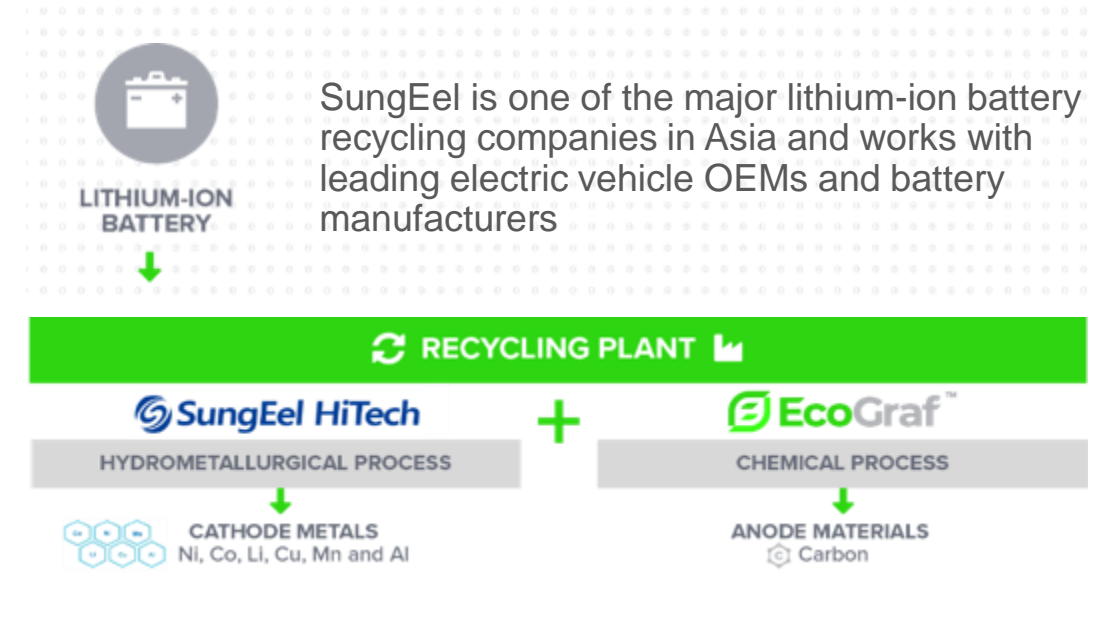 SungEel is one of the major lithium-ion battery
recycling companies in Asia and works with
leading electric vehicle OEMs and battery
manufacturers
LITHIUM-ION
BATTERY
RECYCLING PLANT
SungEel HiTech
+
EcoGraf™
HYDROMETALLURGICAL PROCESS
CHEMICAL PROCESS
CATHODE METALS
Ni, Co, Li, Cu, Mn and Al
ANODE MATERIALS
C Carbon